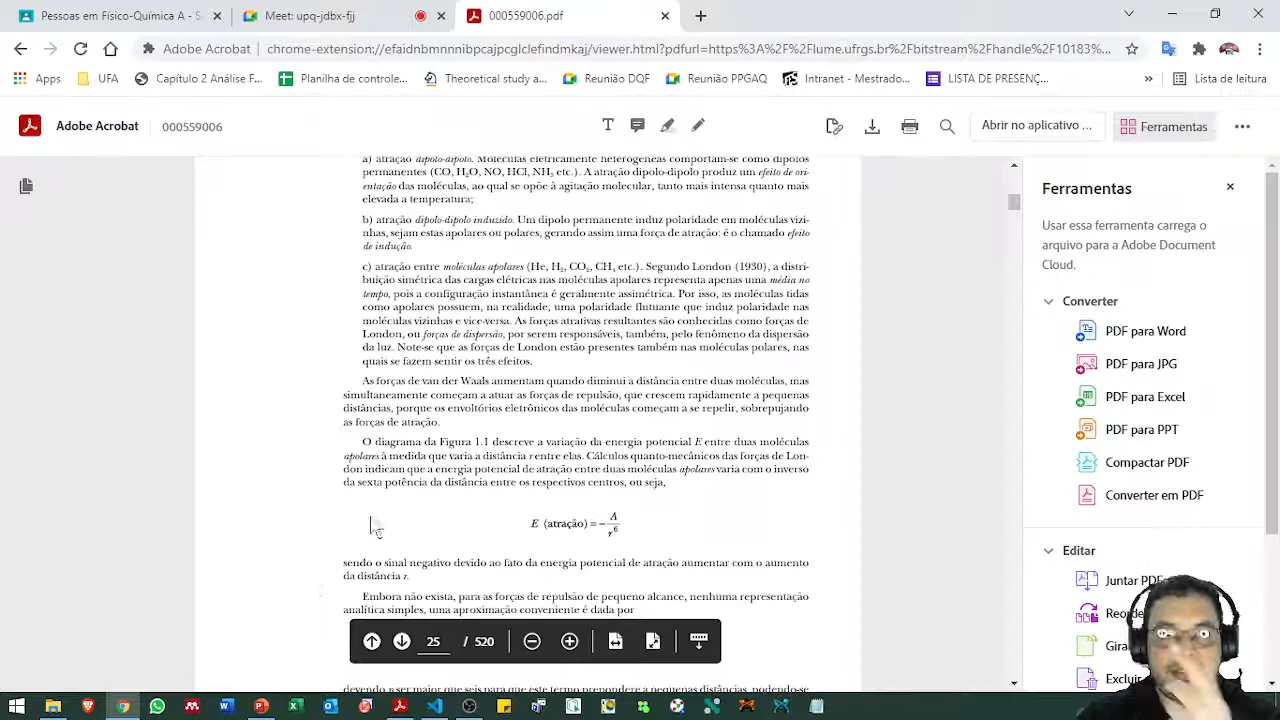 Pessoas em Físico-Química A - 3
Meet: upq-jdbx-fjj
000559006.pdf
Adobe Acrobat | chrome-extension://efaidnbmnnnibpcajpcglclefindmkaj/viewer.html?pdfurl=https%3A%2F%2Flume.ufrgs.br%2Fbitstream%2Fhandle%2F10183%...
Apps
UFA
Capítulo 2 Análise F...
Planilha de controle...
Theoretical study a...
Reunião DQF
Reunião PPGAQ
Intranet - Mestrado...
LISTA DE PRESENÇ...
»
Lista de leitura
Adobe Acrobat
000559006
Abrir no aplicativo ...
Ferramentas
a) atração dipolo-dipolo. Moléculas eletricamente heterogêneas comportam-se como dipolos
permanentes (CO, H₂O, NO, HCl, NH₃ etc.). A atração dipolo-dipolo produz um efeito de ori-
entação das moléculas, ao qual se opõe à agitação molecular, tanto mais intensa quanto mais
elevada a temperatura;
b) atração dipolo-dipolo induzido. Um dipolo permanente induz polaridade em moléculas vizi-
nhas, sejam estas apolares ou polares, gerando assim uma força de atração: é o chamado efeito
de indução.
c) atração entre moléculas apolares (He, H₂, CO₂, CH₄ etc.). Segundo London (1930), a distri-
buição simétrica das cargas elétricas nas moléculas apolares representa apenas uma média no
tempo, pois a configuração instantânea é geralmente assimétrica. Por isso, as moléculas tidas
como apolares possuem, na realidade, uma polaridade flutuante que induz polaridade nas
moléculas vizinhas e vice-versa. As forças atrativas resultantes são conhecidas como forças de
London, ou forças de dispersão, por serem responsáveis, também, pelo fenômeno da dispersão
da luz. Note-se que as forças de London estão presentes também nas moléculas polares, nas
quais se fazem sentir os três efeitos.
As forças de van der Waals aumentam quando diminui a distância entre duas moléculas, mas
simultaneamente começam a atuar as forças de repulsão, que crescem rapidamente a pequenas
distâncias, porque os envoltórios eletrônicos das moléculas começam a se repelir, sobrepujando
as forças de atração.
O diagrama da Figura 1.1 descreve a variação da energia potencial E entre duas moléculas
apolares à medida que varia a distância r entre elas. Cálculos quanto-mecânicos das forças de Lon-
don indicam que a energia potencial de atração entre duas moléculas apolares varia com o inverso
da sexta potência da distância entre os respectivos centros, ou seja,
E (atração) = − A / r⁶
sendo o sinal negativo devido ao fato da energia potencial de atração aumentar com o aumento
da distância r.
Embora não exista, para as forças de repulsão de pequeno alcance, nenhuma representação
analítica simples, uma aproximação conveniente é dada por
25 / 520
devendo n ser maior que seis para que este termo prepondere a pequenas distâncias, podendo-se
Ferramentas
Usar essa ferramenta carrega o
arquivo para a Adobe Document
Cloud.
Converter
PDF para Word
PDF para JPG
PDF para Excel
PDF para PPT
Compactar PDF
Converter em PDF
Editar
Juntar PDF
Reorde
Gira
Excluir